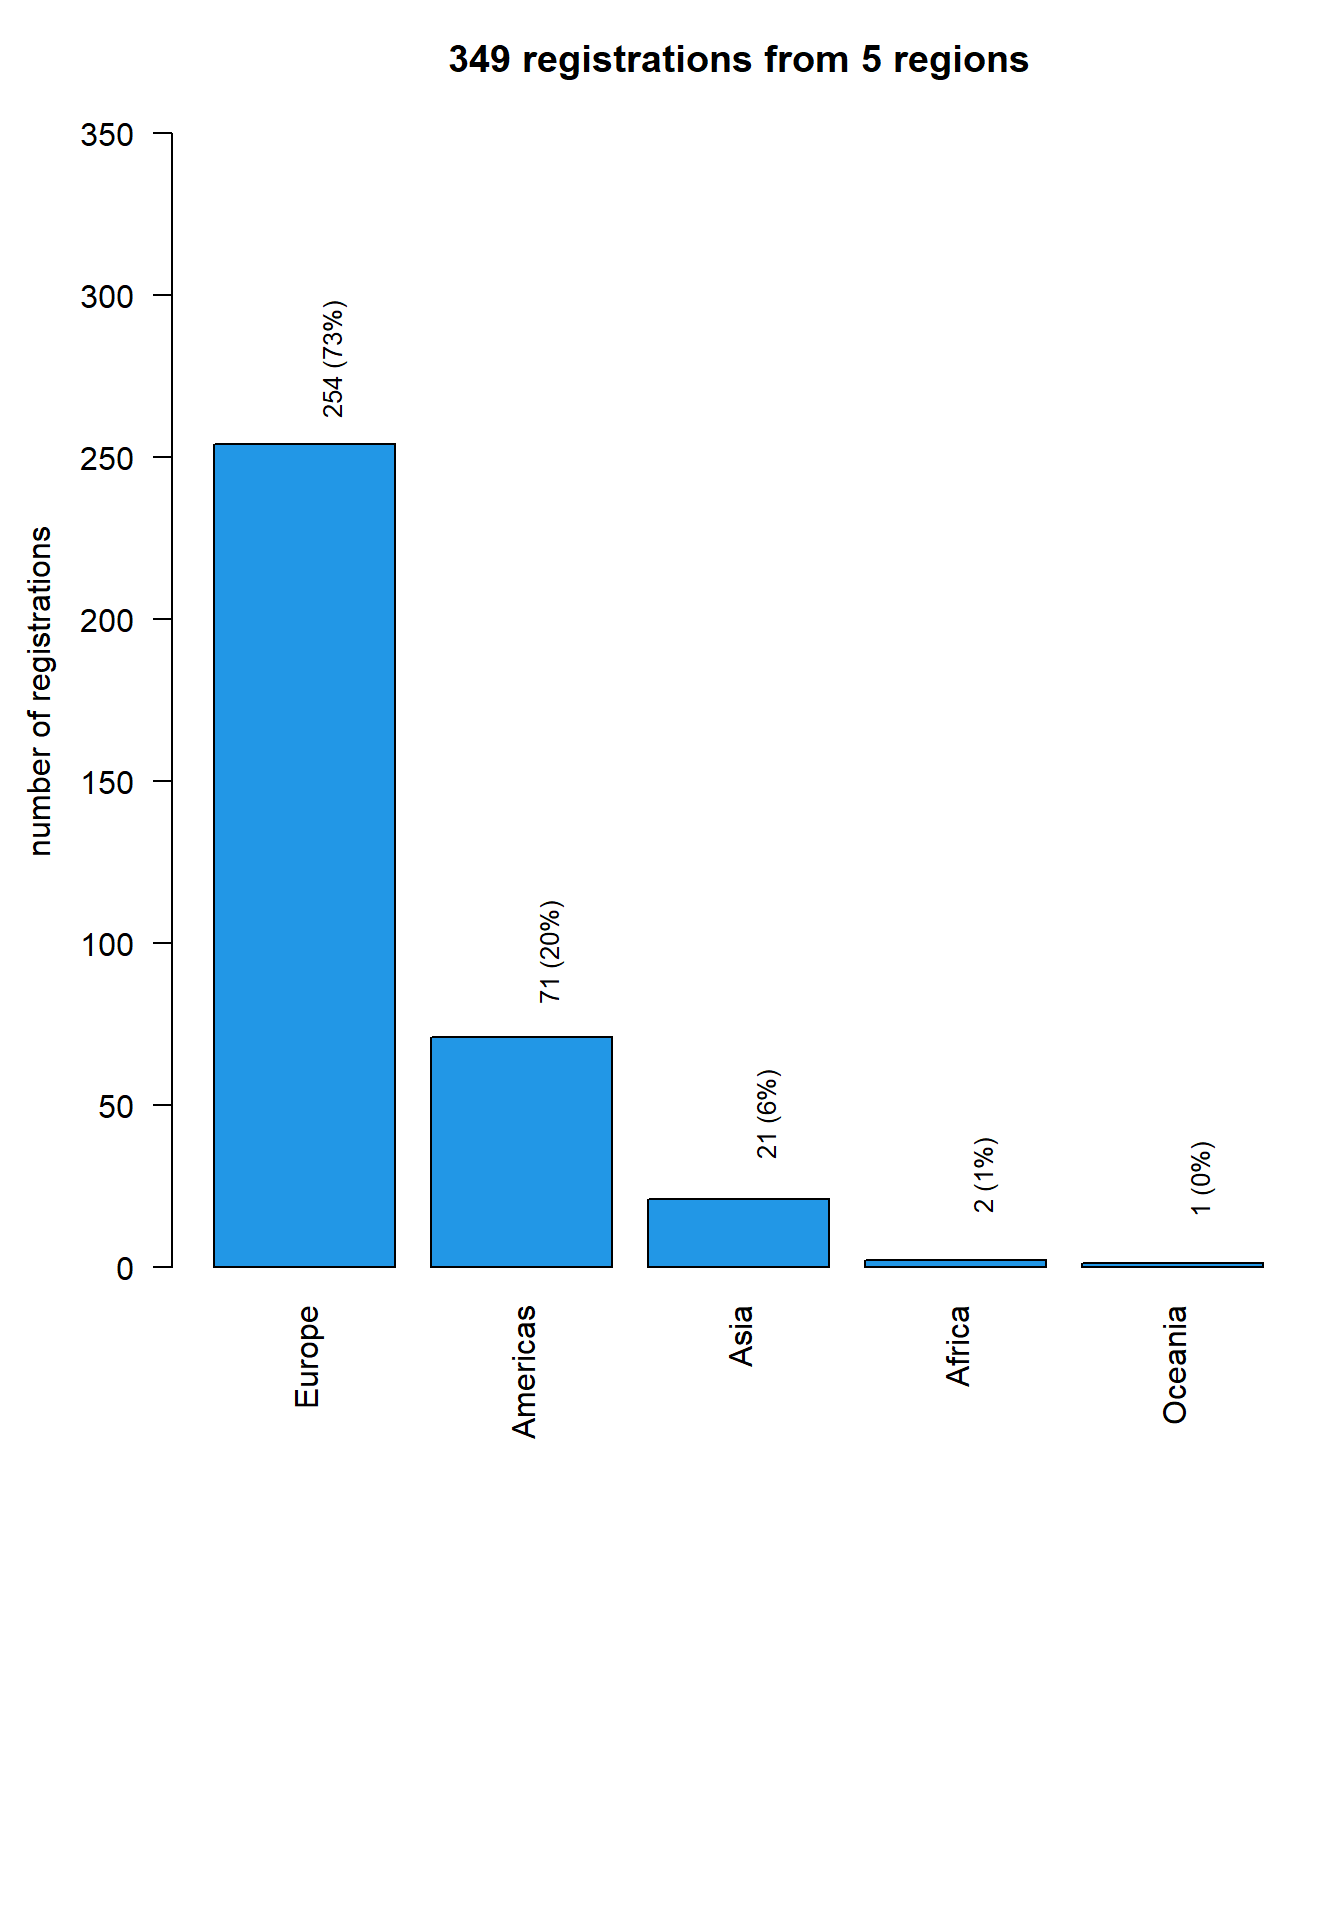 349 registrations from 5 regions
350
300
250
200
150
100
50
0
number of registrations
254 (73%)
71 (20%)
21 (6%)
2 (1%)
1 (0%)
Europe
Americas
Asia
Africa
Oceania